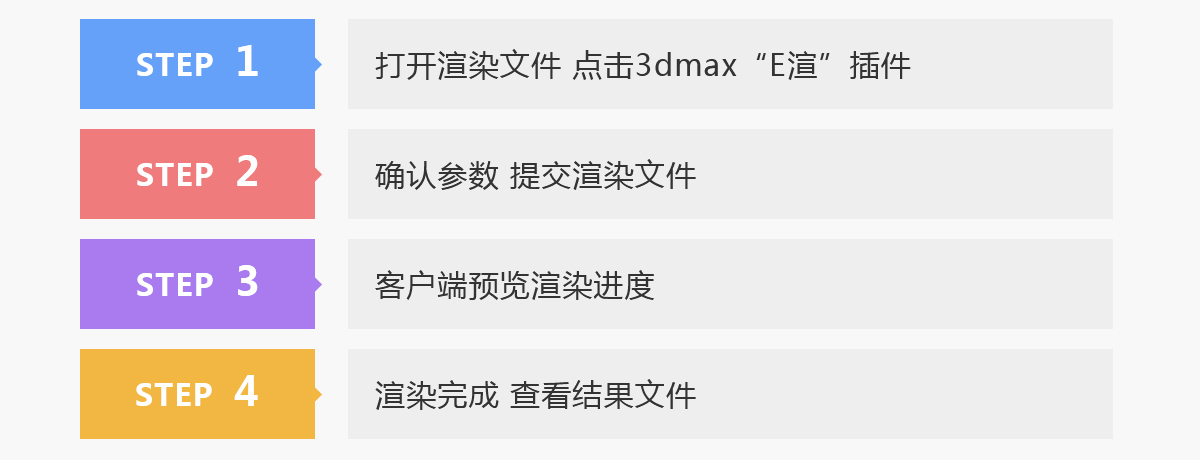 STEP 1
打开渲染文件 点击3dmax“E渲”插件
STEP 2
确认参数 提交渲染文件
STEP 3
客户端预览渲染进度
STEP 4
渲染完成 查看结果文件